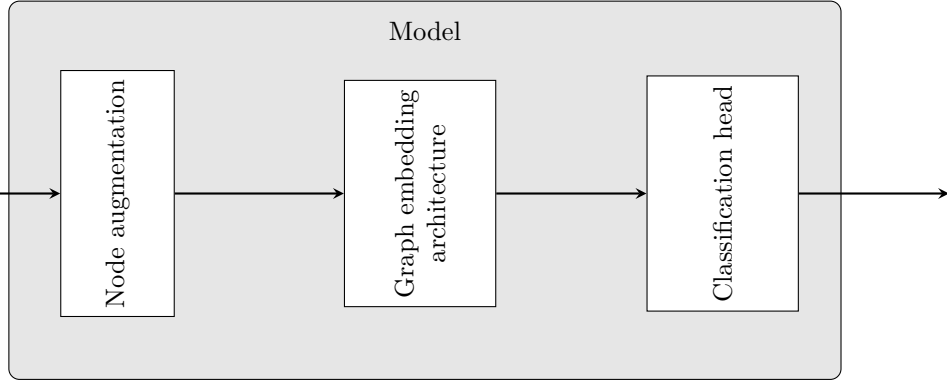 Model
Node augmentation
Graph embedding
architecture
Classification head